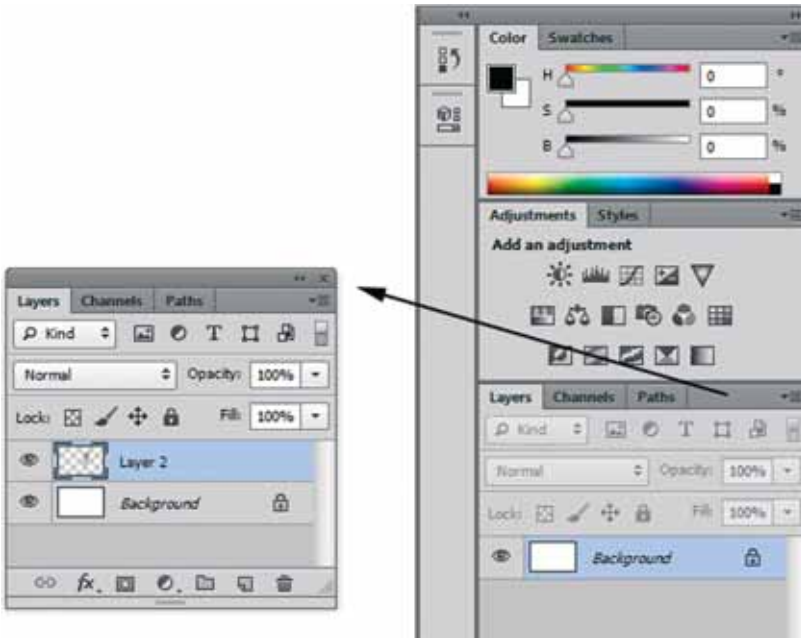 Layers Channels Paths
Kind T
Normal Opacity: 100%
Lock: Fill: 100%
Layer 2
Background
fx.
Color Swatches
H 0 °
S 0 %
B 0 %
Adjustments Styles
Add an adjustment
Layers Channels Paths
Kind T
Normal Opacity: 100%
Lock: Fill: 100%
Background